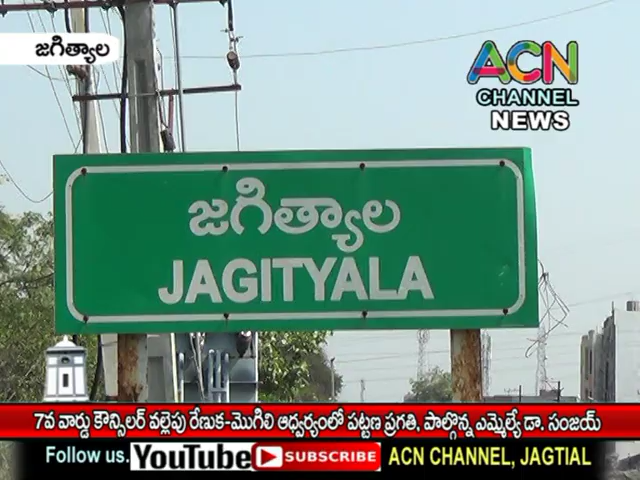 జగిత్యాల
ACN
CHANNEL
NEWS
జగిత్యాల
JAGITYALA
7వ వార్డు కౌన్సిలర్ వల్లెపు రేణుక-మొగిలి ఆధ్వర్యంలో పట్టణ ప్రగతి, పాల్గొన్న ఎమ్మెల్యే డా. సంజయ్
Follow us. YouTube SUBSCRIBE ACN CHANNEL, JAGTIAL